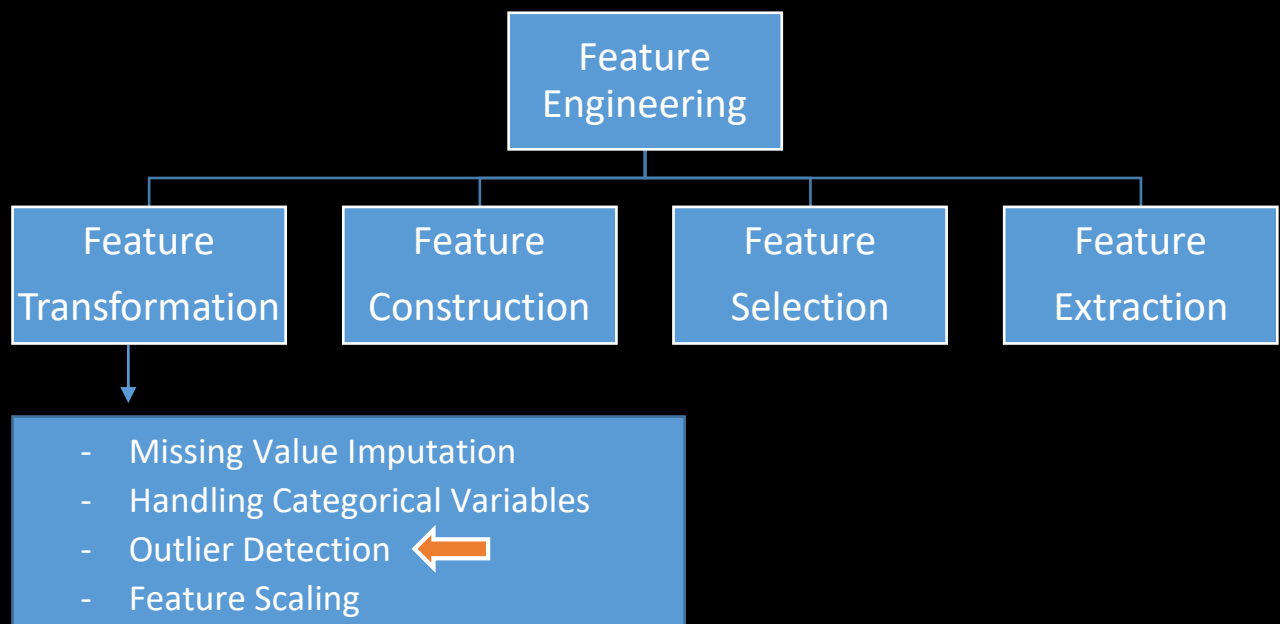 Feature
Engineering
Feature
Transformation
Feature
Construction
Feature
Selection
Feature
Extraction
- Missing Value Imputation
- Handling Categorical Variables
- Outlier Detection
- Feature Scaling